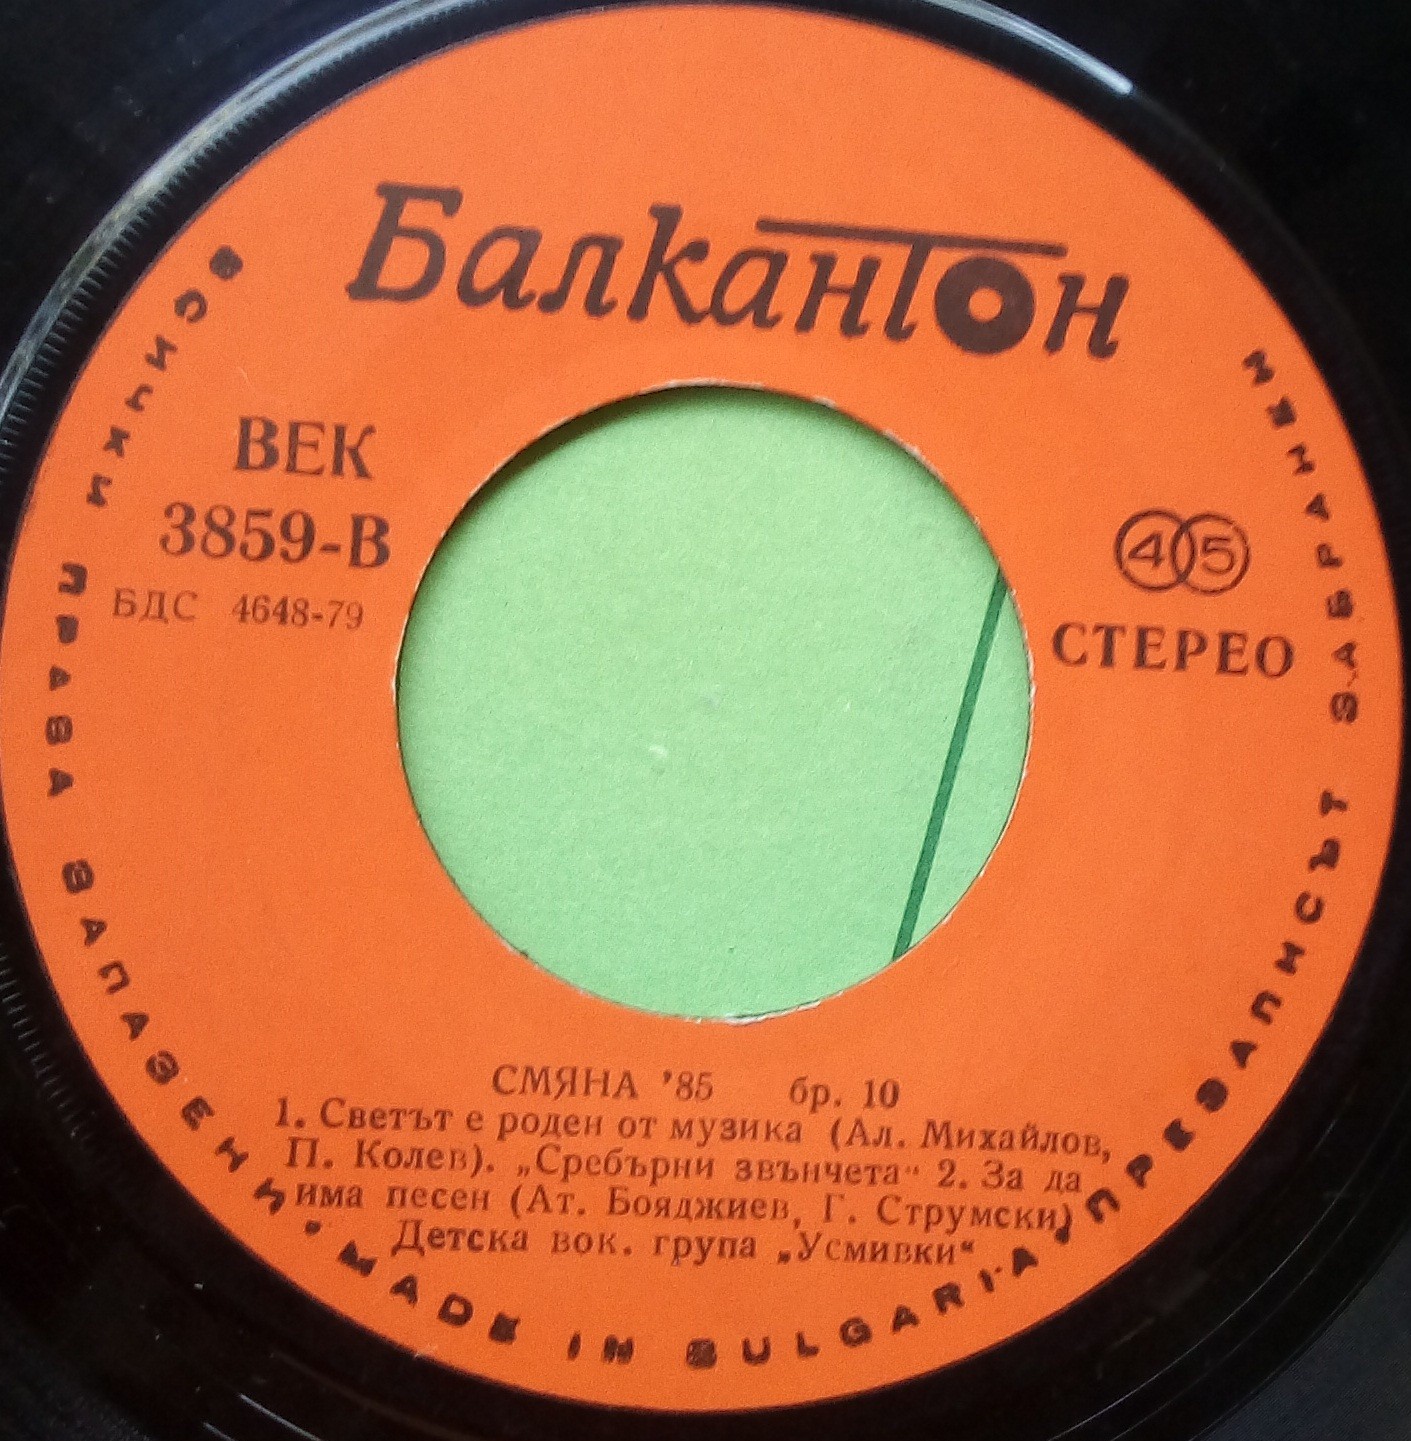 Балкантон
ВЕК
3859-В
БДС 4648-79
45
СТЕРЕО
СМЯНА '85 бр. 10
1. Светът е роден от музика (Ал. Михайлов,
П. Колев). „Сребърни звънчета“ 2. За да
има песен (Ат. Бояджиев, Г. Струмски)
Детска вок. група „Усмивки“
ВСИЧКИ ПРАВА ЗАПАЗЕНИ. MADE IN BULGARIA. ПРЕЗАПИСЪТ ЗАБРАНЕН